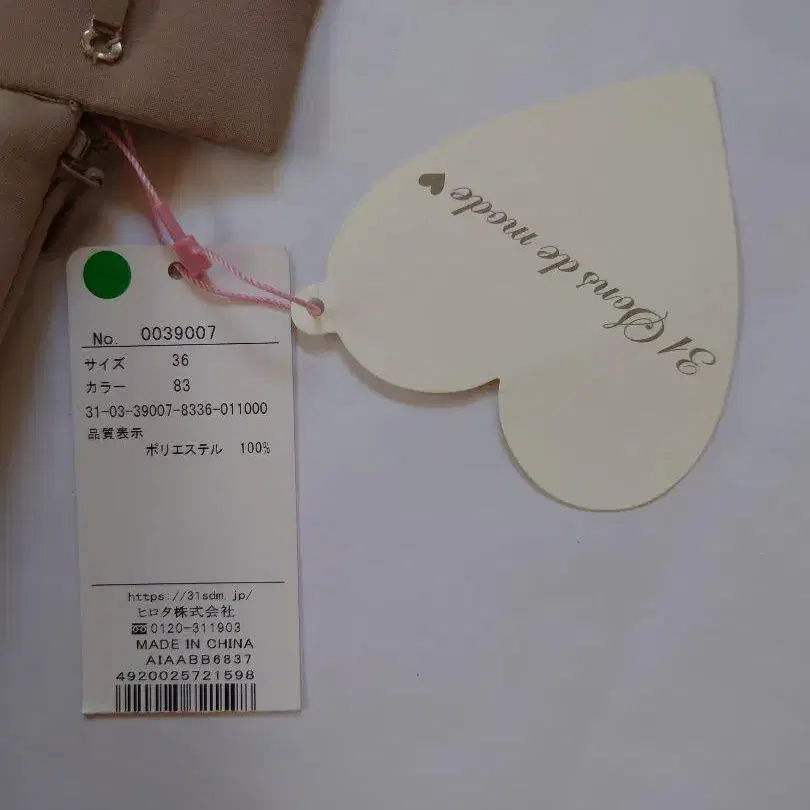 No. 0039007
サイズ 36
カラー 83
31-03-39007-8336-011000
品質表示
ポリエステル 100%
https://31sdm.jp/
ヒロタ株式会社
0120-311903
MADE IN CHINA
AIAABB6837
4920025721598
31 Sons de mode